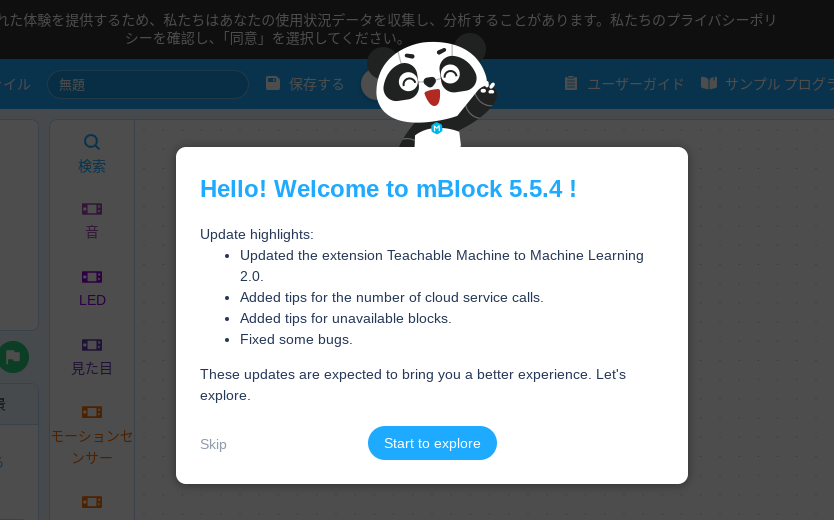 れた体験を提供するため、私たちはあなたの使用状況データを収集し、分析することがあります。私たちのプライバシーポリ
シーを確認し、「同意」を選択してください。
イル 無題 保存する ユーザーガイド サンプル プログラ
検索
音
LED
見た目
モーションセ
ンサー
Hello! Welcome to mBlock 5.5.4 !
Update highlights:
• Updated the extension Teachable Machine to Machine Learning
2.0.
• Added tips for the number of cloud service calls.
• Added tips for unavailable blocks.
• Fixed some bugs.
These updates are expected to bring you a better experience. Let's
explore.
Skip Start to explore